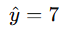 ŷ = 7